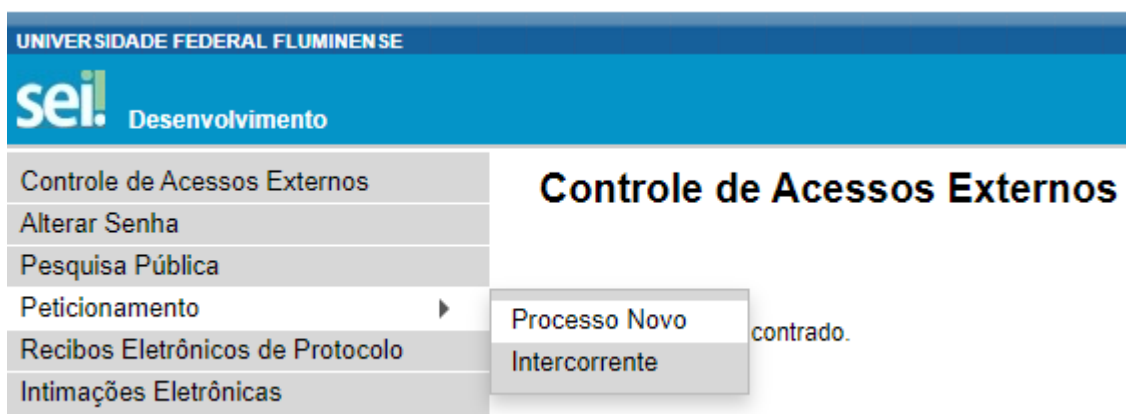 UNIVERSIDADE FEDERAL FLUMINENSE
sei! Desenvolvimento
Controle de Acessos Externos
Alterar Senha
Pesquisa Pública
Peticionamento
Recibos Eletrônicos de Protocolo
Intimações Eletrônicas
Controle de Acessos Externos
Processo Novo
Intercorrente
contrado.